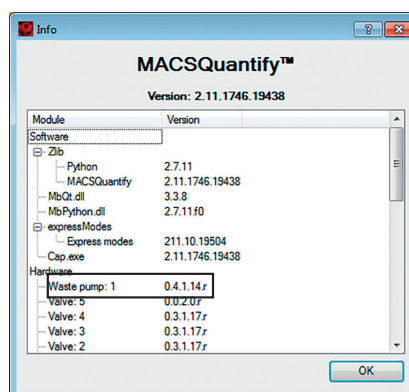 Info
MACSQuantify™
Version: 2.11.1746.19438
Module Version
Software
Zlib
Python 2.7.11
MACSQuantify 2.11.1746.19438
MbQt.dll 3.3.8
MbPython.dll 2.7.11.f0
expressModes
Express modes 211.10.19504
Cap.exe 2.11.1746.19438
Hardware
Waste pump: 1 0.4.1.14.r
Valve: 5 0.0.2.0.r
Valve: 4 0.3.1.17.r
Valve: 3 0.3.1.17.r
Valve: 2 0.3.1.17.r
OK